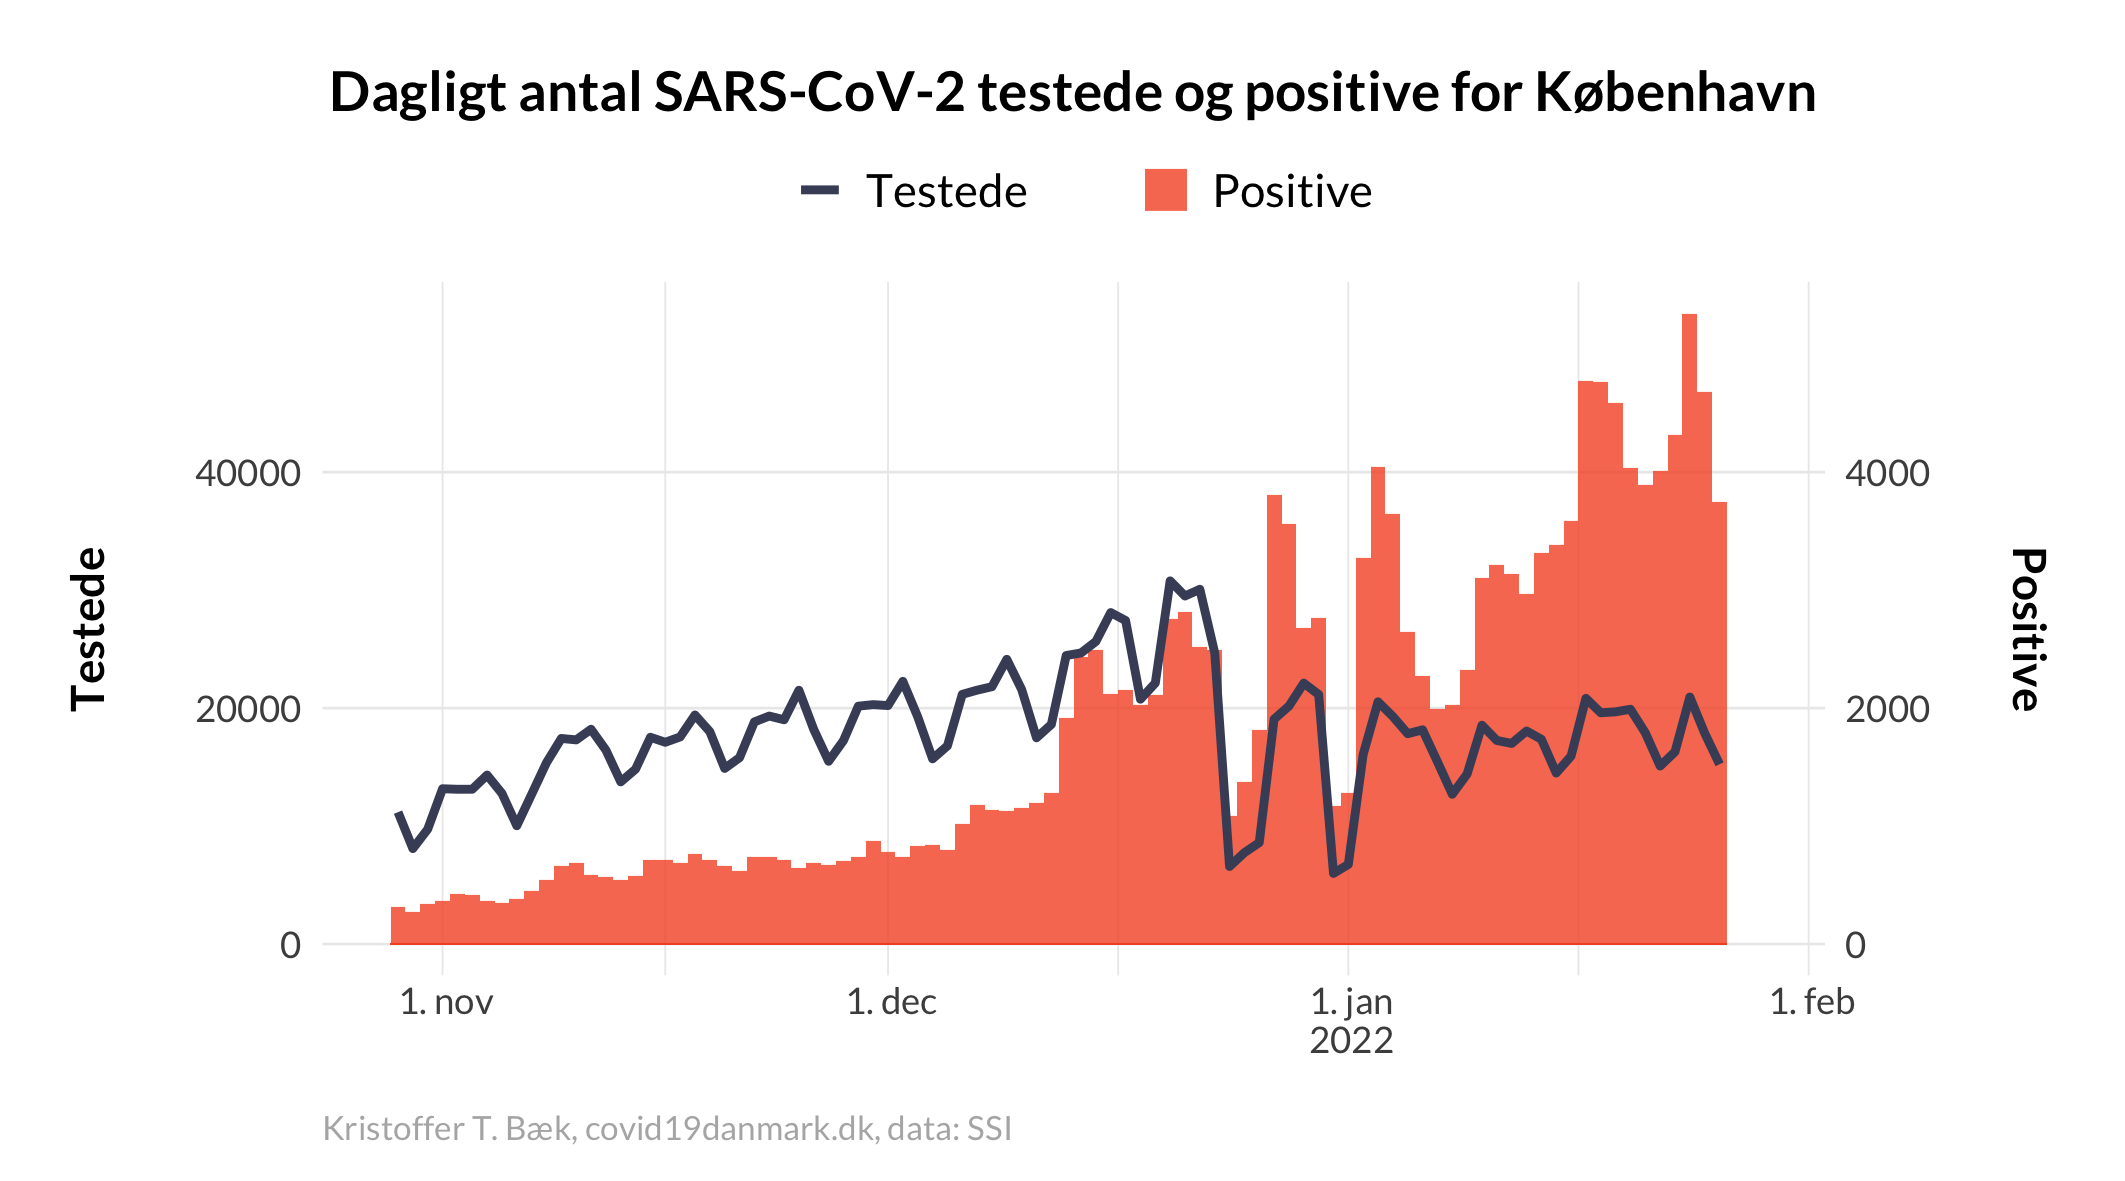 Dagligt antal SARS-CoV-2 testede og positive for København
Testede
Positive
40000
20000
0
Testede
4000
2000
0
Positive
1. nov
1. dec
1. jan
2022
1. feb
Kristoffer T. Bæk, covid19danmark.dk, data: SSI